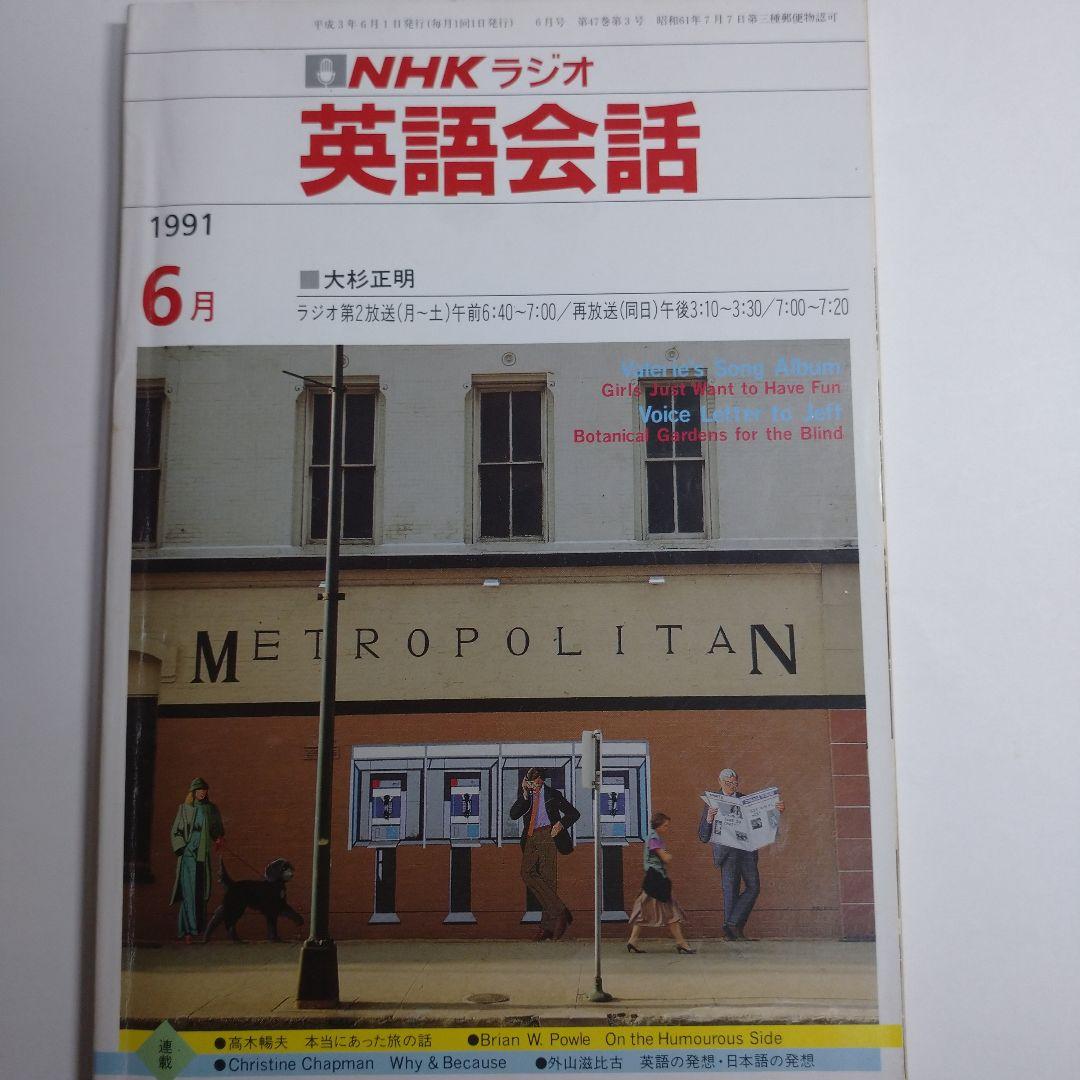 平成3年6月1日発行(毎月1回1日発行) 6月号 第47巻第3号 昭和61年7月7日第三種郵便物認可
NHKラジオ
英語会話
1991
6月
■大杉正明
ラジオ第2放送(月~土)午前6:40~7:00/再放送(同日)午後3:10~3:30/7:00~7:20
Valerie's Song Album
Girls Just Want to Have Fun
Voice Letter to Jeff
Botanical Gardens for the Blind
METROPOLITAN
連載
●高木暢夫 本当にあった旅の話 ●Brian W. Powle On the Humourous Side
●Christine Chapman Why & Because ●外山滋比古 英語の発想・日本語の発想